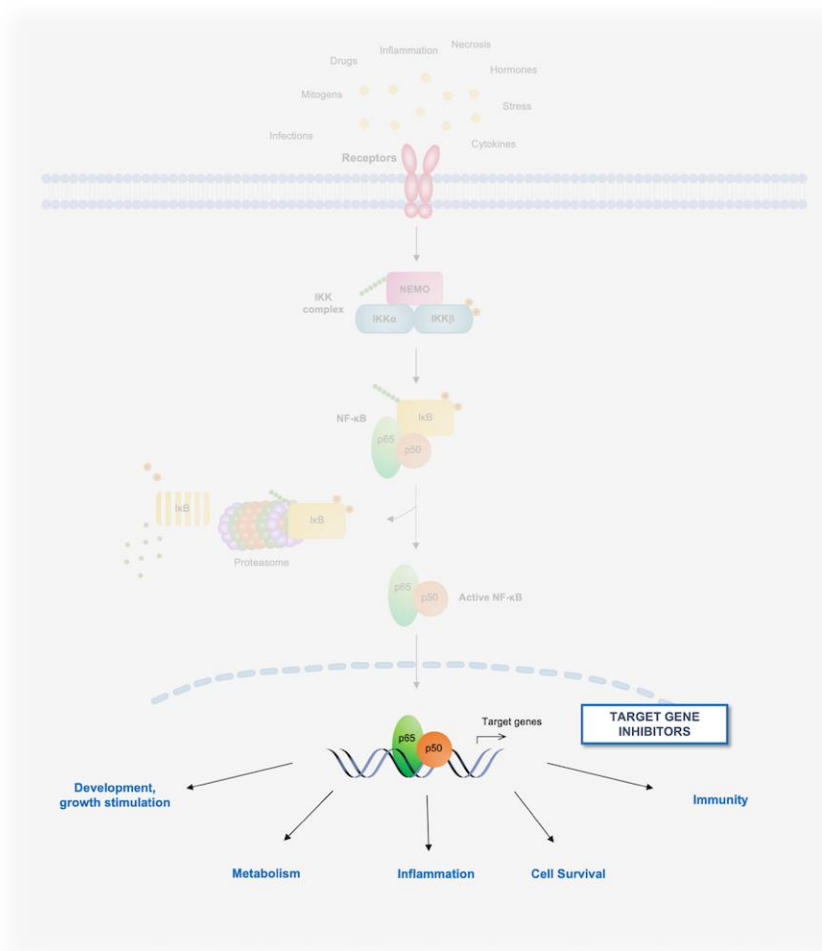 Necrosis
Inflammation
Drugs
Hormones
Mitogens
Stress
Infections
Cytokines
Receptors
NEMO
IKK
complex
IKKα
IKKβ
IκB
NF-κB
p65
p50
IκB
IκB
Proteasome
p65
p50
Active NF-κB
TARGET GENE
INHIBITORS
Target genes
p65
p50
Development,
growth stimulation
Immunity
Metabolism
Inflammation
Cell Survival